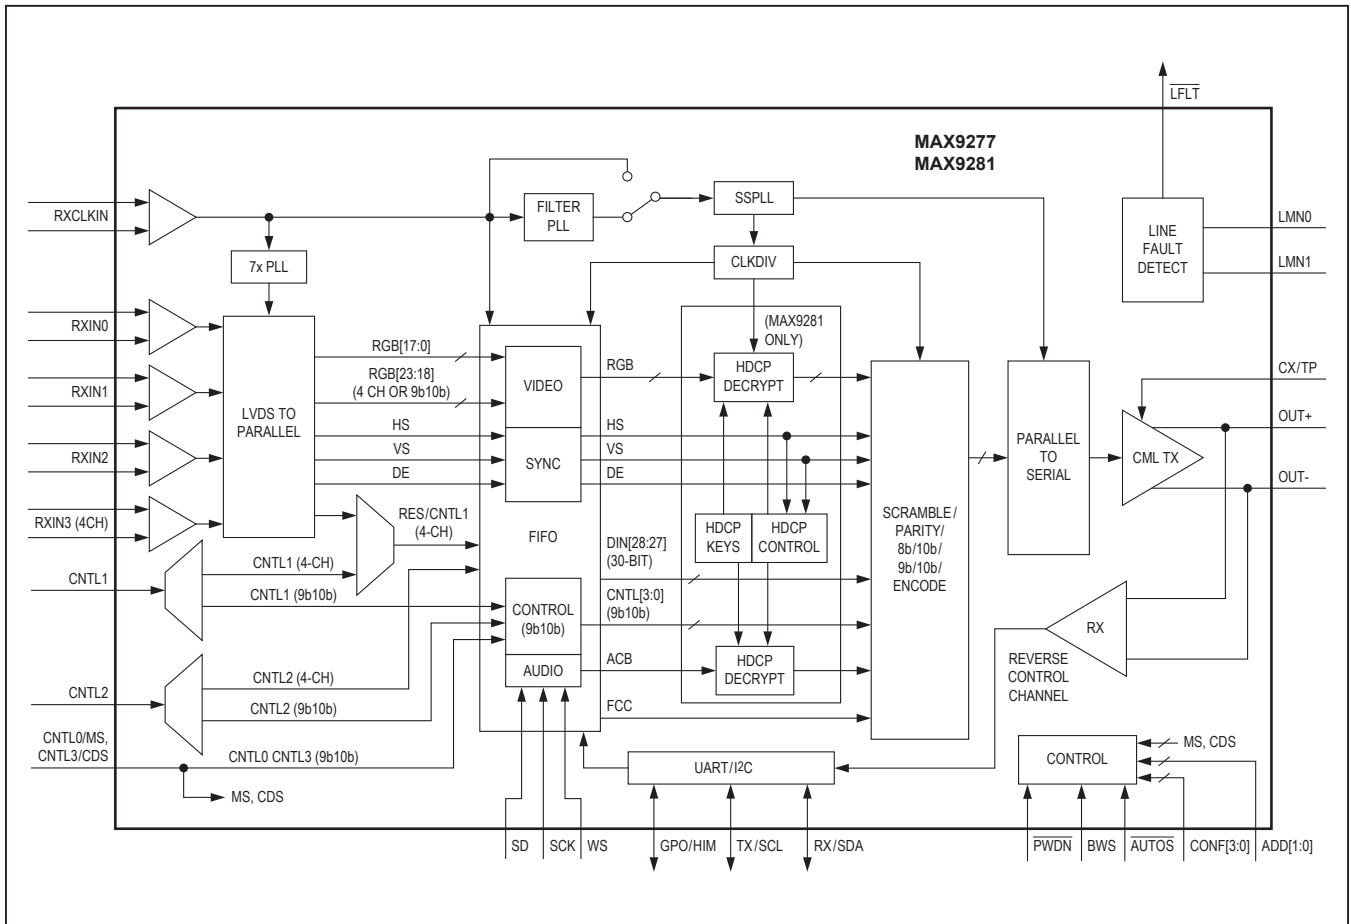 LFLT
MAX9277
MAX9281
RXCLKIN
FILTER
PLL
SSPLL
LINE
FAULT
DETECT
LMN0
LMN1
7x PLL
CLKDIV
RXIN0
RXIN1
RXIN2
RXIN3 (4CH)
LVDS TO
PARALLEL
RGB[17:0]
RGB[23:18]
(4 CH OR 9b10b)
HS
VS
DE
VIDEO
SYNC
FIFO
RGB
HS
VS
DE
(MAX9281
ONLY)
HDCP
DECRYPT
HDCP
KEYS
HDCP
CONTROL
HDCP
DECRYPT
SCRAMBLE/
PARITY/
8b/10b/
9b/10b/
ENCODE
PARALLEL
TO
SERIAL
CML TX
CX/TP
OUT+
OUT-
RES/CNTL1
(4-CH)
CNTL1
CNTL1 (4-CH)
CNTL1 (9b10b)
DIN[28:27]
(30-BIT)
CNTL[3:0]
(9b10b)
CONTROL
(9b10b)
AUDIO
ACB
FCC
RX
REVERSE
CONTROL
CHANNEL
CNTL2
CNTL2 (4-CH)
CNTL2 (9b10b)
CNTL0/MS,
CNTL3/CDS
CNTL0 CNTL3 (9b10b)
MS, CDS
UART/I2C
CONTROL
MS, CDS
SD
SCK
WS
GPO/HIM
TX/SCL
RX/SDA
PWDN
BWS
AUTOS
CONF[3:0]
ADD[1:0]